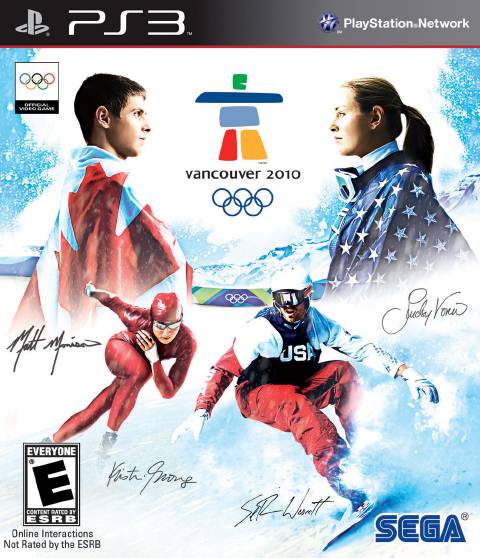 PS3
PlayStation®Network
OFFICIAL
VIDEO GAME
vancouver 2010
USA
EVERYONE
E
CONTENT RATED BY
ESRB
Online Interactions
Not Rated by the ESRB
SEGA